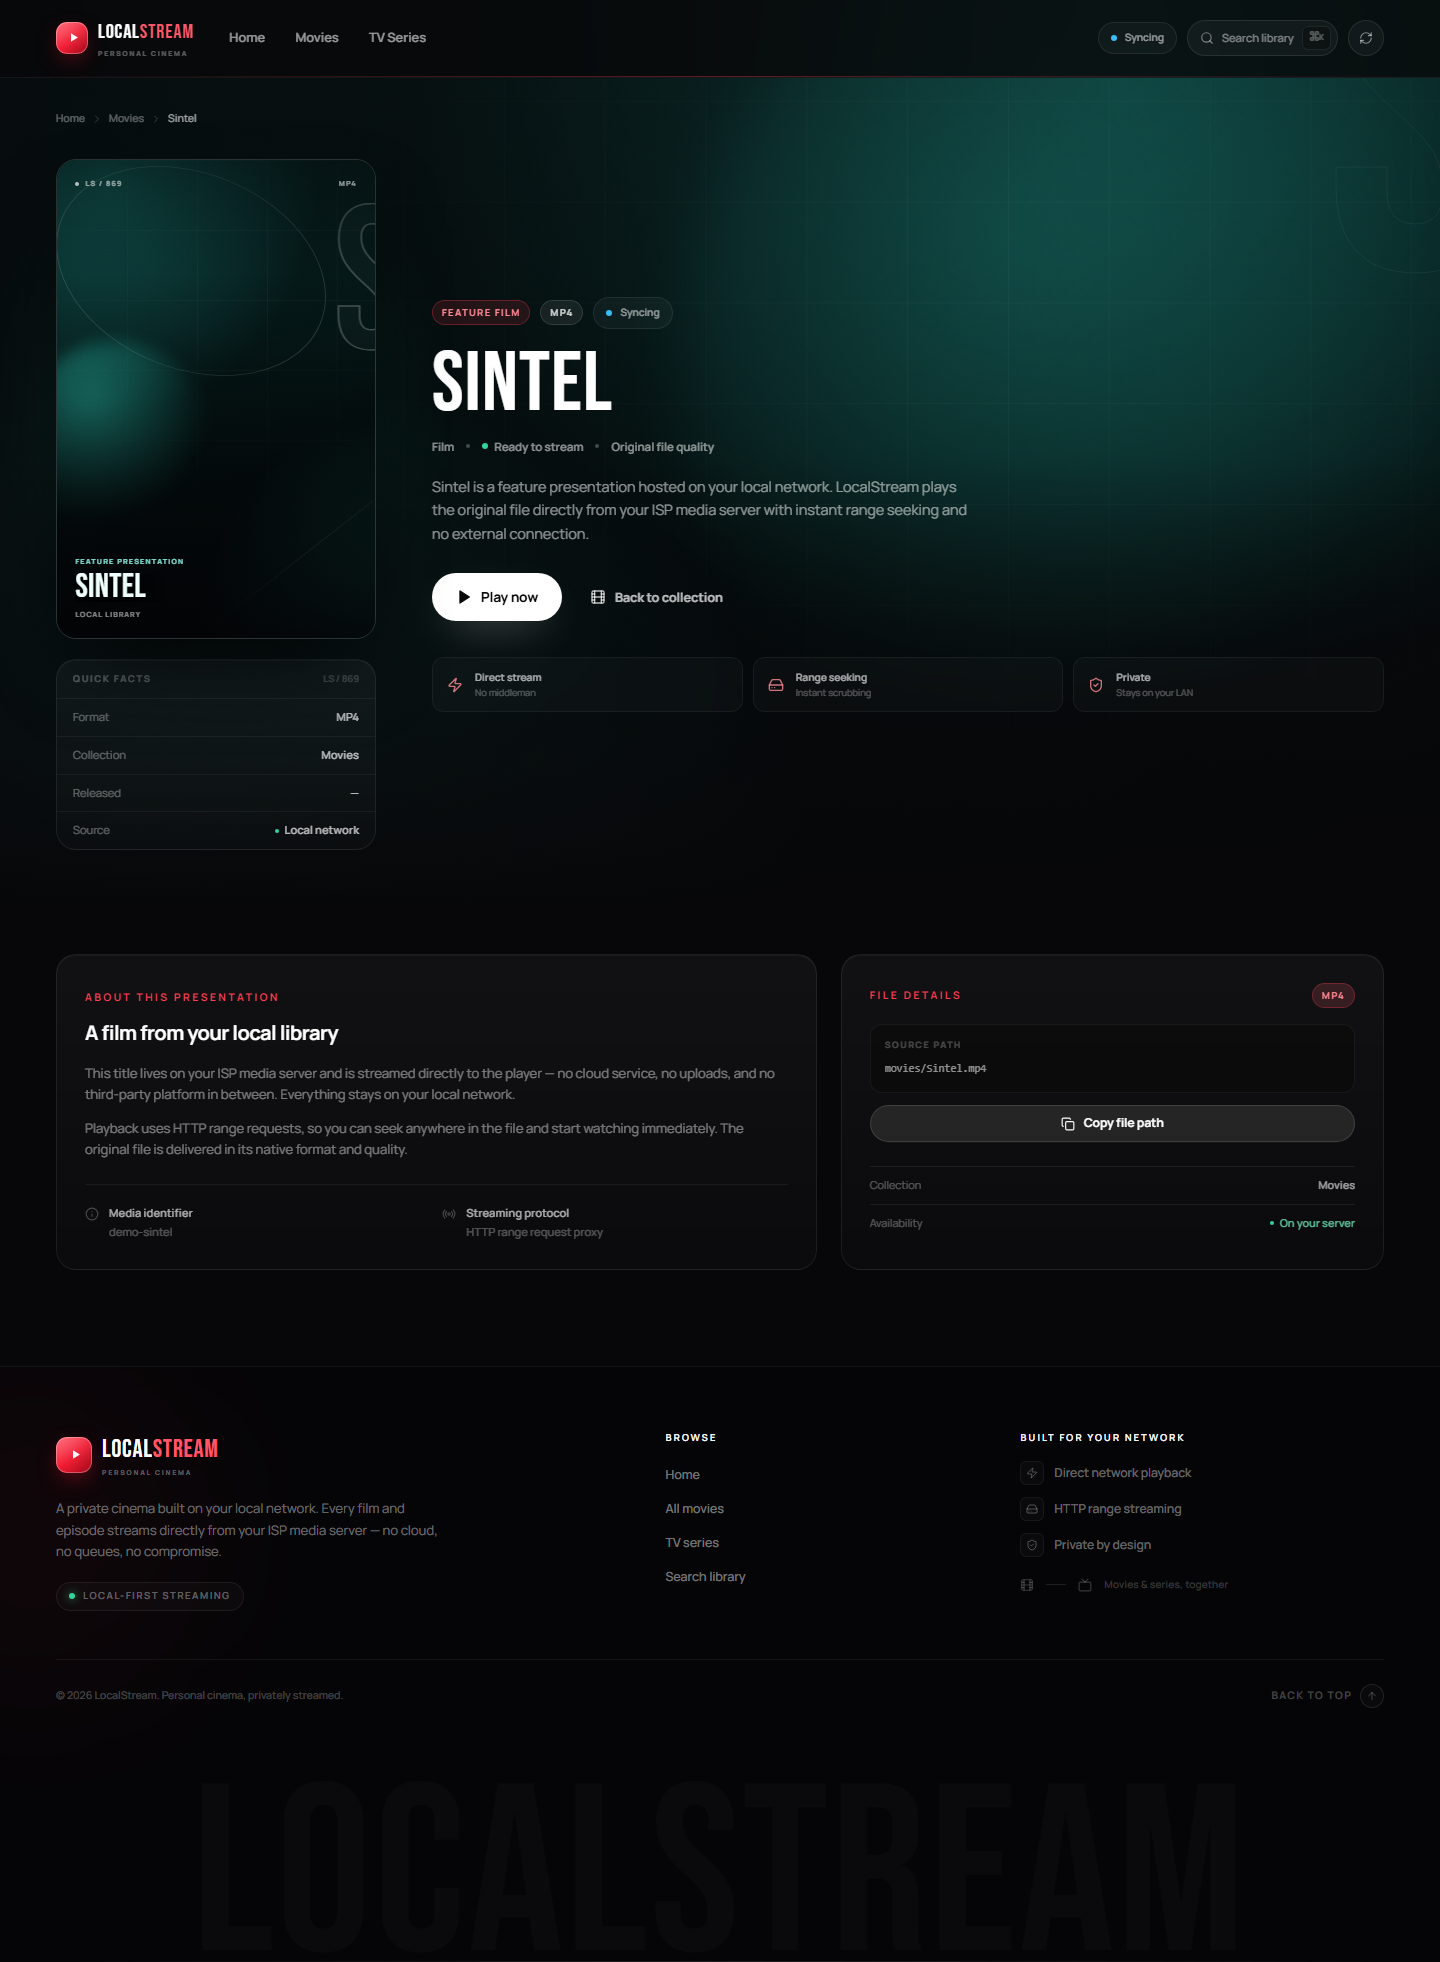 LOCALSTREAM
PERSONAL CINEMA
Home
Movies
TV Series
Syncing
Search library
⌘K
Home
Movies
Sintel
LS / 869
MP4
S
FEATURE PRESENTATION
SINTEL
LOCAL LIBRARY
FEATURE FILM
MP4
Syncing
SINTEL
Film • Ready to stream • Original file quality
Sintel is a feature presentation hosted on your local network. LocalStream plays
the original file directly from your ISP media server with instant range seeking and
no external connection.
Play now
Back to collection
Direct stream
No middleman
Range seeking
Instant scrubbing
Private
Stays on your LAN
QUICK FACTS
LS / 869
Format
MP4
Collection
Movies
Released
—
Source
Local network
ABOUT THIS PRESENTATION
A film from your local library
This title lives on your ISP media server and is streamed directly to the player — no cloud service, no uploads, and no
third-party platform in between. Everything stays on your local network.
Playback uses HTTP range requests, so you can seek anywhere in the file and start watching immediately. The
original file is delivered in its native format and quality.
Media identifier
demo-sintel
Streaming protocol
HTTP range request proxy
FILE DETAILS
MP4
SOURCE PATH
movies/Sintel.mp4
Copy file path
Collection
Movies
Availability
On your server
LOCALSTREAM
PERSONAL CINEMA
A private cinema built on your local network. Every film and
episode streams directly from your ISP media server — no cloud,
no queues, no compromise.
LOCAL-FIRST STREAMING
BROWSE
Home
All movies
TV series
Search library
BUILT FOR YOUR NETWORK
Direct network playback
HTTP range streaming
Private by design
Movies & series, together
© 2026 LocalStream. Personal cinema, privately streamed.
BACK TO TOP
LOCALSTREAM